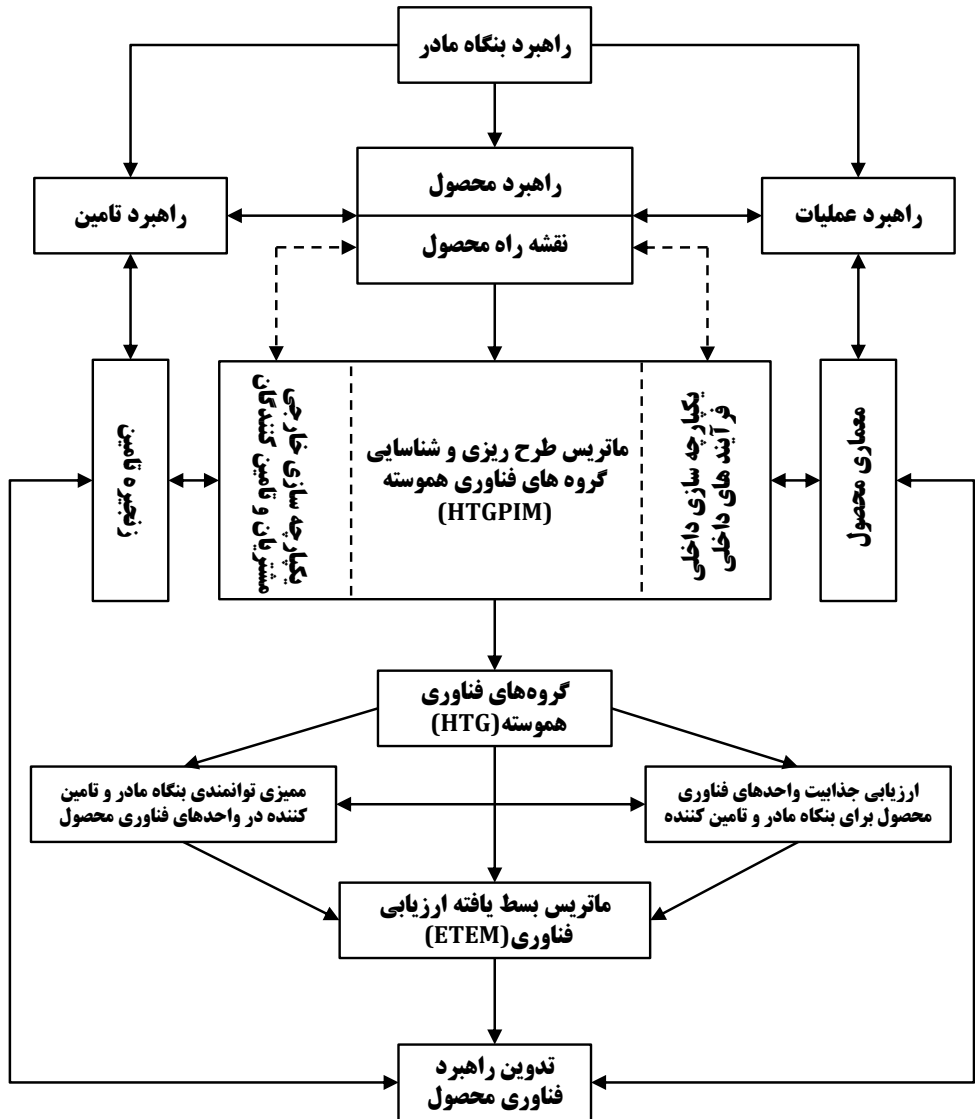 راهبرد بنگاه مادر
راهبرد محصول
راهبرد عملیات
راهبرد تامین
نقشه راه محصول
معماری محصول
یکپارچه سازی داخلی
فرآیند های داخلی
ماتریس طرح ریزی و شناسایی
گروه های فناوری هموسته
(HTGPIM)
یکپارچه سازی خارجی
مشتریان و تامین کنندگان
زنجیره تامین
گروه‌های فناوری
هموسته(HTG)
ارزیابی جذابیت واحدهای فناوری
محصول برای بنگاه مادر و تامین کننده
ممیزی توانمندی بنگاه مادر و تامین
کننده در واحدهای فناوری محصول
ماتریس بسط یافته ارزیابی
فناوری(ETEM)
تدوین راهبرد
فناوری محصول